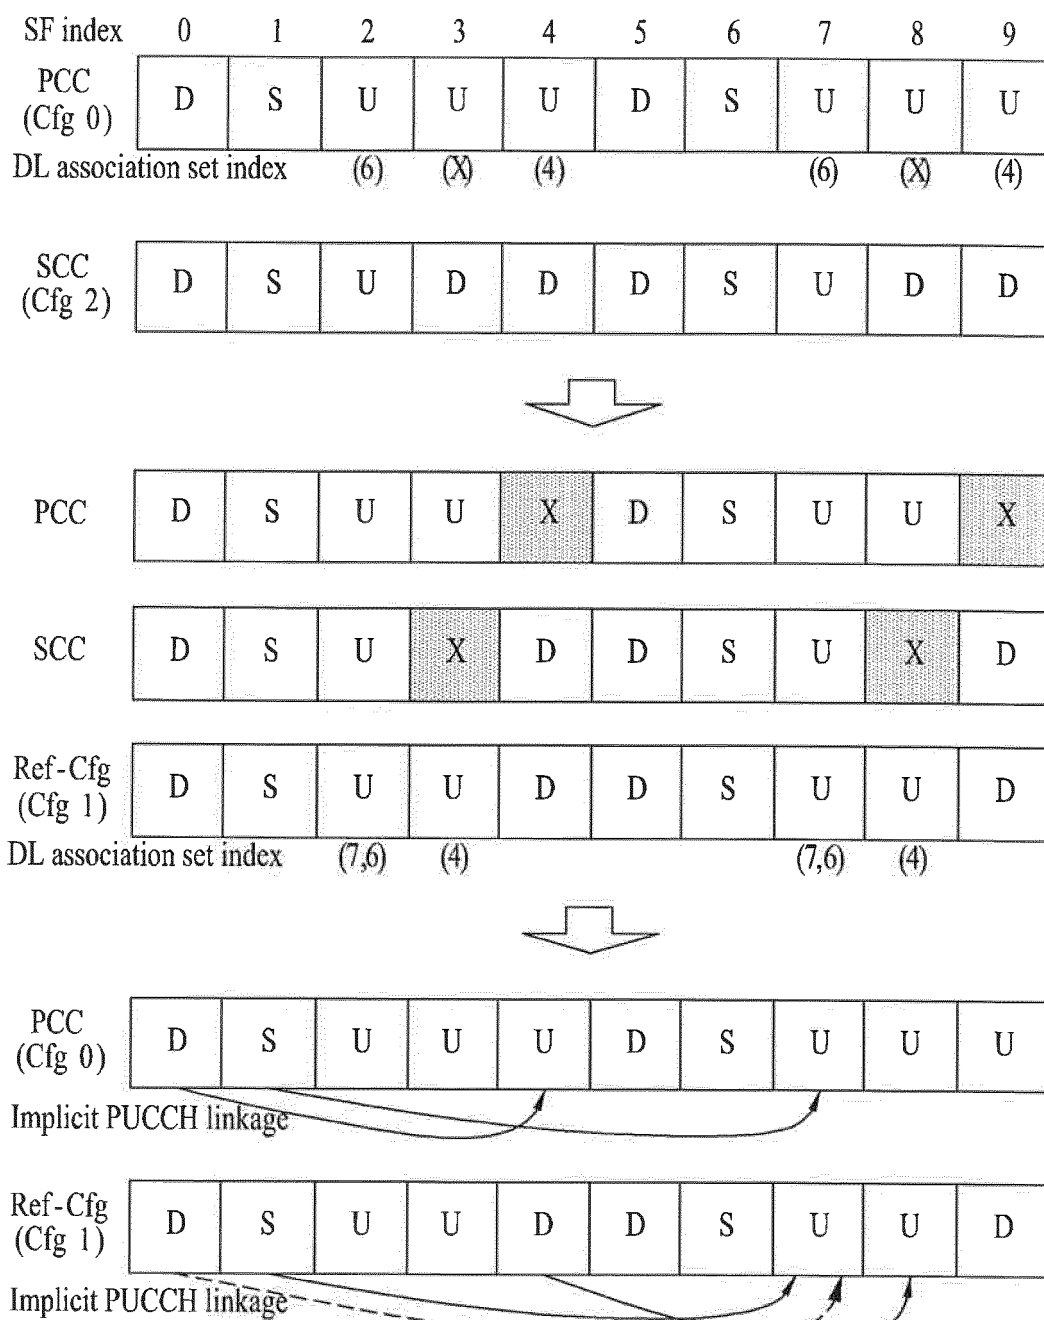 SF index 0 1 2 3 4 5 6 7 8 9
PCC
(Cfg 0)
D S U U U D S U U U
DL association set index (6) (X) (4) (6) (X) (4)
SCC
(Cfg 2)
D S U D D D S U D D
PCC D S U U X D S U U X
SCC D S U X D D S U X D
Ref-Cfg
(Cfg 1)
D S U U D D S U U D
DL association set index (7,6) (4) (7,6) (4)
PCC
(Cfg 0)
D S U U U D S U U U
Implicit PUCCH linkage
Ref-Cfg
(Cfg 1)
D S U U D D S U U D
Implicit PUCCH linkage